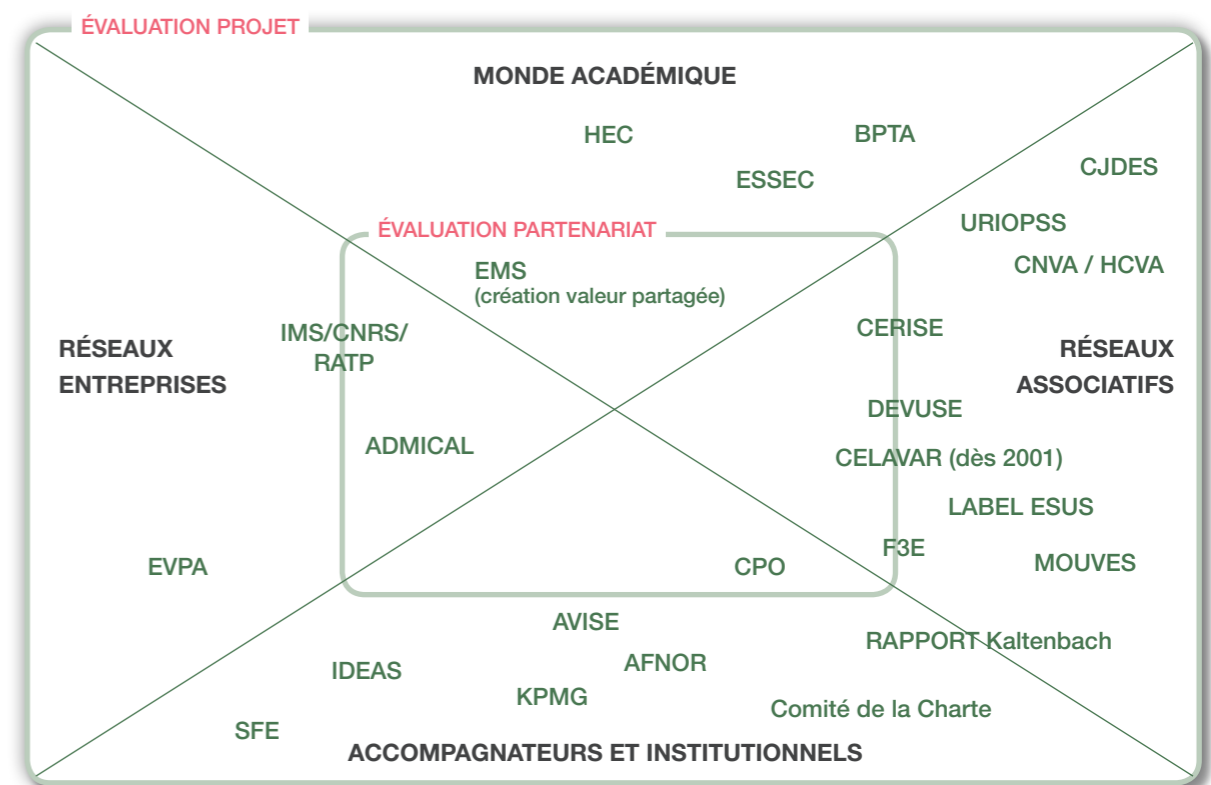 ÉVALUATION PROJET
MONDE ACADÉMIQUE
HEC
BPTA
ESSEC
CJDES
URIOPSS
CNVA / HCVA
ÉVALUATION PARTENARIAT
EMS
(création valeur partagée)
IMS/CNRS/
RATP
CERISE
RÉSEAUX
ENTREPRISES
RÉSEAUX
ASSOCIATIFS
DEVUSE
ADMICAL
CELAVAR (dès 2001)
LABEL ESUS
F3E
EVPA
CPO
MOUVES
AVISE
RAPPORT Kaltenbach
IDEAS
AFNOR
KPMG
Comité de la Charte
SFE
ACCOMPAGNATEURS ET INSTITUTIONNELS